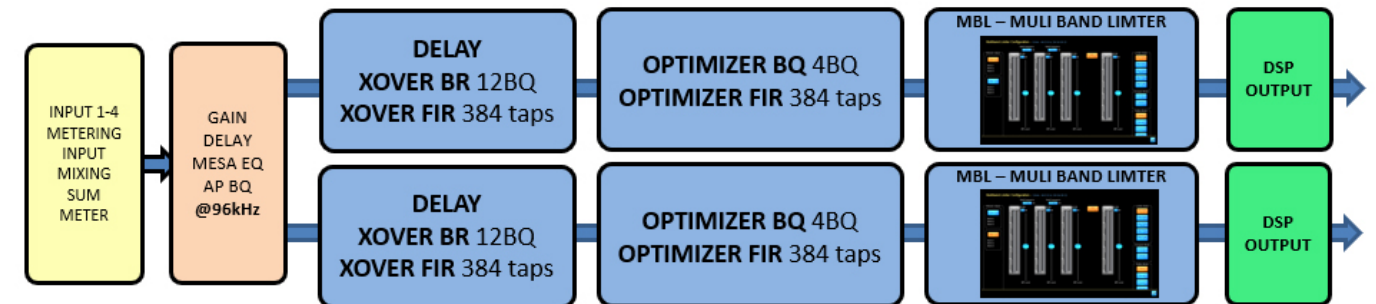 INPUT 1-4
METERING
INPUT
MIXING
SUM
METER
GAIN
DELAY
MESA EQ
AP BQ
@96kHz
DELAY
XOVER BR 12BQ
XOVER FIR 384 taps
OPTIMIZER BQ 4BQ
OPTIMIZER FIR 384 taps
MBL – MULI BAND LIMTER
DSP
OUTPUT
DELAY
XOVER BR 12BQ
XOVER FIR 384 taps
OPTIMIZER BQ 4BQ
OPTIMIZER FIR 384 taps
MBL – MULI BAND LIMTER
DSP
OUTPUT